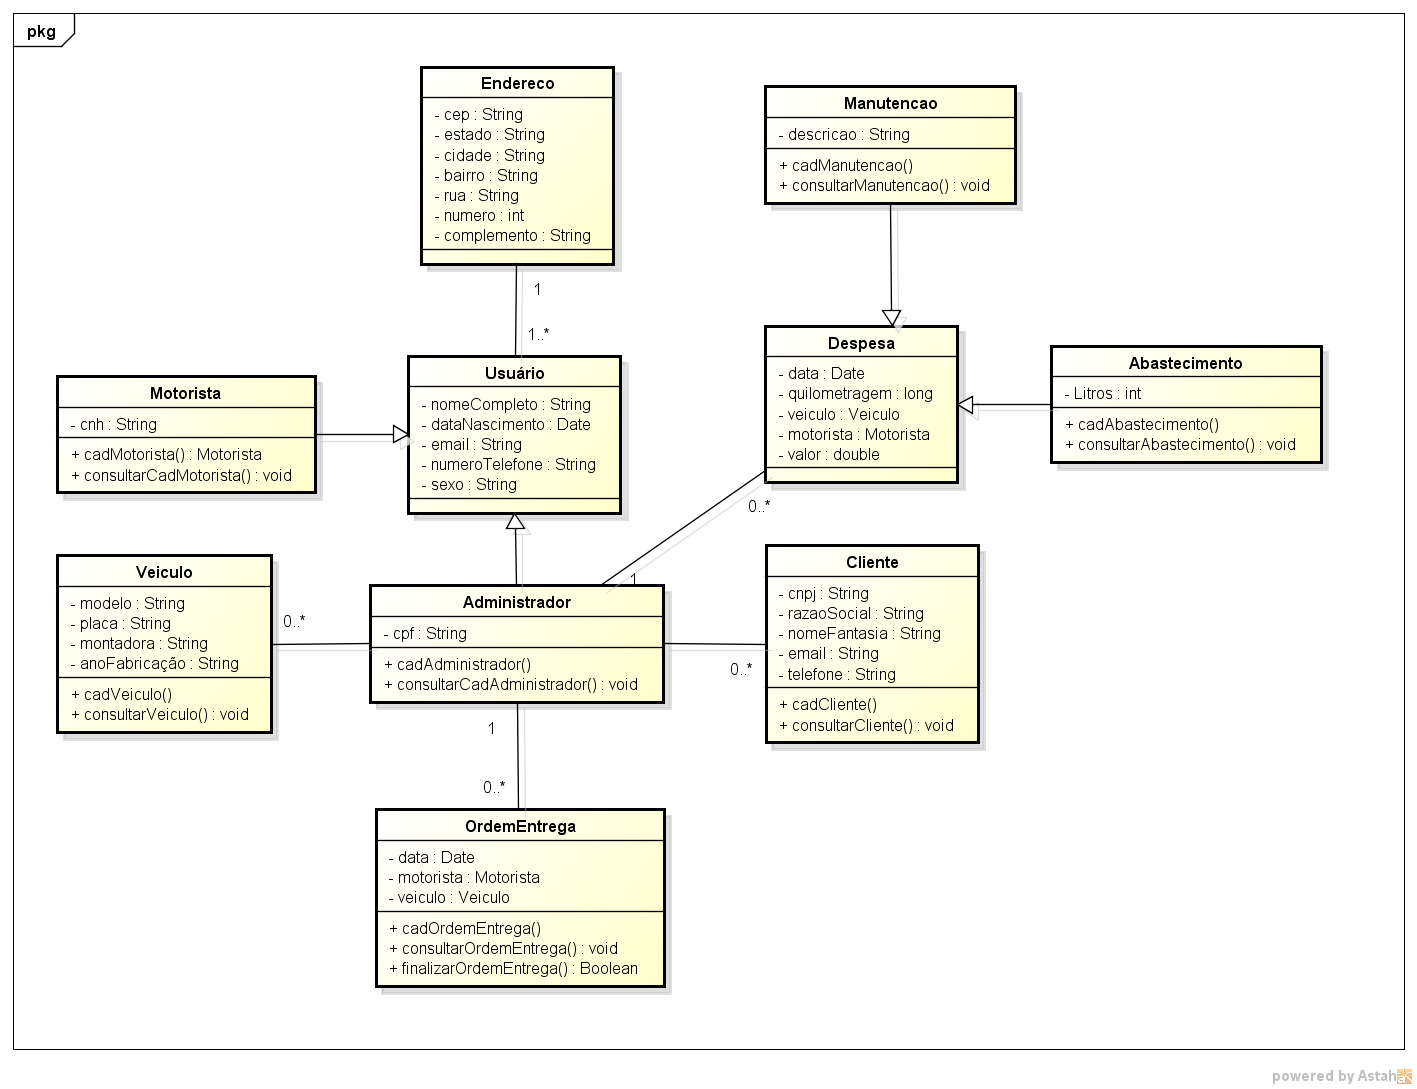 pkg
Endereco
- cep : String
- estado : String
- cidade : String
- bairro : String
- rua : String
- numero : int
- complemento : String
1
1..*
Manutencao
- descricao : String
+ cadManutencao()
+ consultarManutencao() : void
Motorista
- cnh : String
+ cadMotorista() : Motorista
+ consultarCadMotorista() : void
Usuário
- nomeCompleto : String
- dataNascimento : Date
- email : String
- numeroTelefone : String
- sexo : String
Despesa
- data : Date
- quilometragem : long
- veiculo : Veiculo
- motorista : Motorista
- valor : double
Abastecimento
- Litros : int
+ cadAbastecimento()
+ consultarAbastecimento() : void
0..*
1
Veiculo
- modelo : String
- placa : String
- montadora : String
- anoFabricação : String
+ cadVeiculo()
+ consultarVeiculo() : void
0..*
Administrador
- cpf : String
+ cadAdministrador()
+ consultarCadAdministrador() : void
0..*
Cliente
- cnpj : String
- razaoSocial : String
- nomeFantasia : String
- email : String
- telefone : String
+ cadCliente()
+ consultarCliente() : void
1
0..*
OrdemEntrega
- data : Date
- motorista : Motorista
- veiculo : Veiculo
+ cadOrdemEntrega()
+ consultarOrdemEntrega() : void
+ finalizarOrdemEntrega() : Boolean
powered by Astah